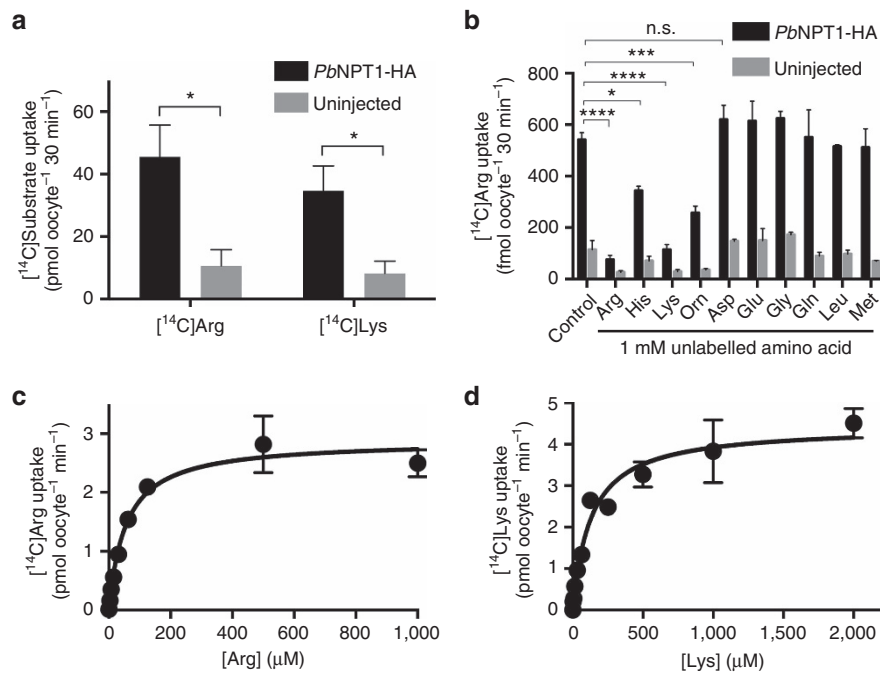 a
PbNPT1-HA
Uninjected
[¹⁴C]Substrate uptake
(pmol oocyte⁻¹ 30 min⁻¹)
60
40
20
0
*
*
[¹⁴C]Arg
[¹⁴C]Lys
b
PbNPT1-HA
Uninjected
n.s.
***
****
*
****
[¹⁴C]Arg uptake
(fmol oocyte⁻¹ 30 min⁻¹)
800
600
400
200
0
Control
Arg
His
Lys
Orn
Asp
Glu
Gly
Gln
Leu
Met
1 mM unlabelled amino acid
c
[¹⁴C]Arg uptake
(pmol oocyte⁻¹ min⁻¹)
3
2
1
0
0 200 400 600 800 1,000
[Arg] (μM)
d
[¹⁴C]Lys uptake
(pmol oocyte⁻¹ min⁻¹)
5
4
3
2
1
0
0 500 1,000 1,500 2,000
[Lys] (μM)